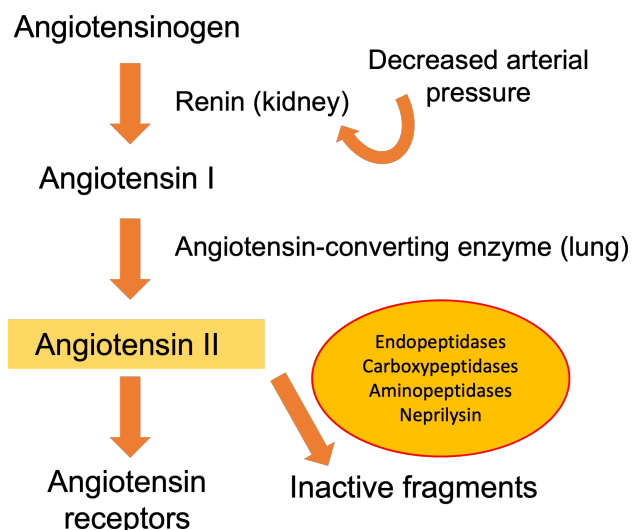 Angiotensinogen
Decreased arterial
pressure
Renin (kidney)
Angiotensin I
Angiotensin-converting enzyme (lung)
Angiotensin II
Endopeptidases
Carboxypeptidases
Aminopeptidases
Neprilysin
Angiotensin
receptors
Inactive fragments